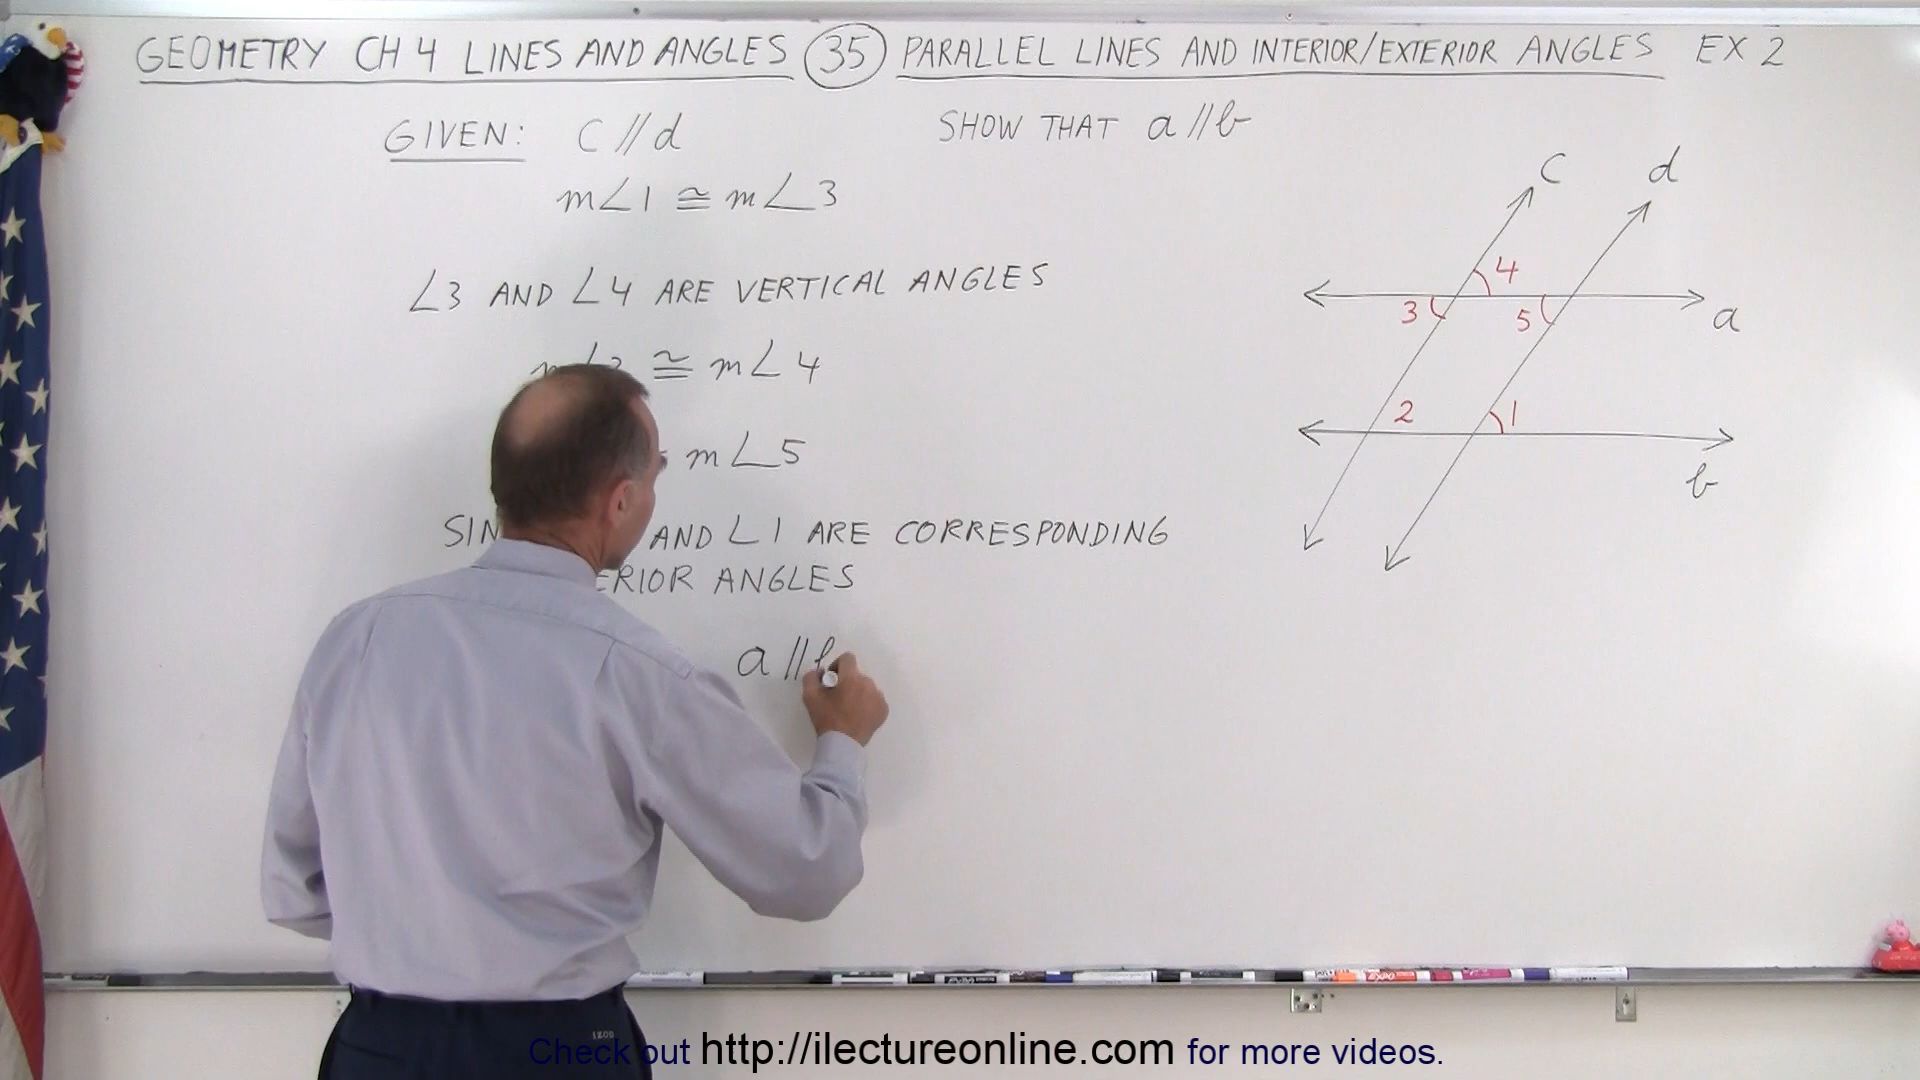 GEOMETRY CH 4 LINES AND ANGLES 35 PARALLEL LINES AND INTERIOR/EXTERIOR ANGLES EX 2
GIVEN: C // d
SHOW THAT a // b
m∠1 ≅ m∠3
∠3 AND ∠4 ARE VERTICAL ANGLES
≅ m∠4
m∠5
AND ∠1 ARE CORRESPONDING
ANGLES
a //
c d
4
3 5
a
2 1
b
EXPO
IZOD
Check out http://ilectureonline.com for more videos.